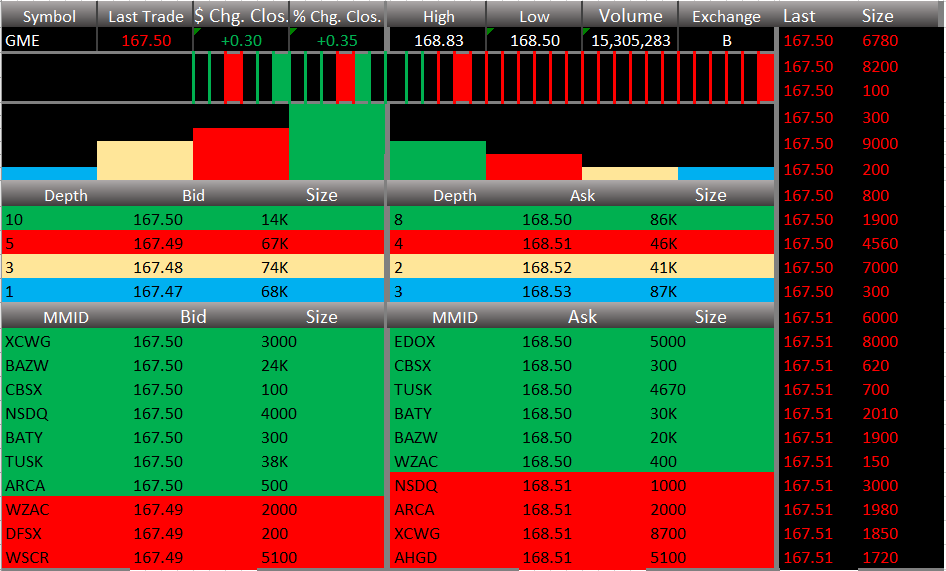 Symbol Last Trade $ Chg. Clos. % Chg. Clos. High Low Volume Exchange Last Size
GME 167.50 +0.30 +0.35 168.83 168.50 15,305,283 B 167.50 6780
167.50 8200
167.50 100
167.50 300
167.50 9000
167.50 200
Depth Bid Size Depth Ask Size 167.50 800
10 167.50 14K 8 168.50 86K 167.50 1900
5 167.49 67K 4 168.51 46K 167.50 4560
3 167.48 74K 2 168.52 41K 167.50 7000
1 167.47 68K 3 168.53 87K 167.50 300
MMID Bid Size MMID Ask Size 167.51 6000
XCWG 167.50 3000 EDOX 168.50 5000 167.51 8000
BAZW 167.50 24K CBSX 168.50 300 167.51 620
CBSX 167.50 100 TUSK 168.50 4670 167.51 700
NSDQ 167.50 4000 BATY 168.50 30K 167.51 2010
BATY 167.50 300 BAZW 168.50 20K 167.51 1900
TUSK 167.50 38K WZAC 168.50 400 167.51 150
ARCA 167.50 500 NSDQ 168.51 1000 167.51 3000
WZAC 167.49 2000 ARCA 168.51 2000 167.51 1980
DFSX 167.49 200 XCWG 168.51 8700 167.51 1850
WSCR 167.49 5100 AHGD 168.51 5100 167.51 1720